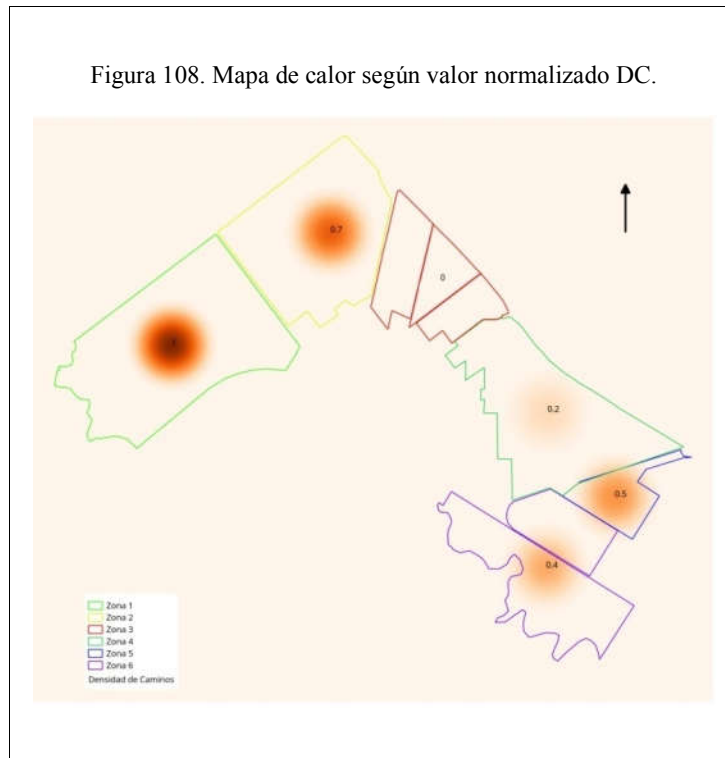 Figura 108. Mapa de calor según valor normalizado DC.
0.7
0
1
0.2
0.5
0.4
Zona 1
Zona 2
Zona 3
Zona 4
Zona 5
Zona 6
Densidad de Caminos